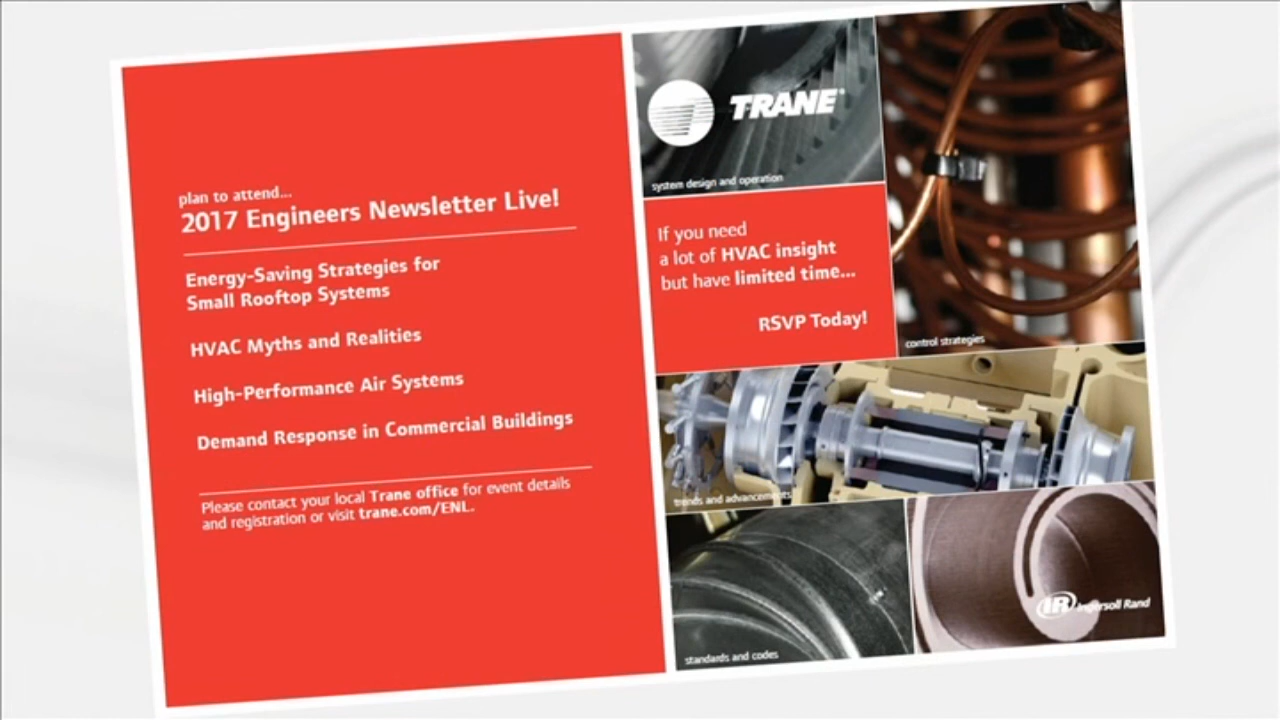 plan to attend...
2017 Engineers Newsletter Live!
Energy-Saving Strategies for
Small Rooftop Systems
HVAC Myths and Realities
High-Performance Air Systems
Demand Response in Commercial Buildings
Please contact your local Trane office for event details
and registration or visit trane.com/ENL.
TRANE®
system design and operation
If you need
a lot of HVAC insight
but have limited time...
RSVP Today!
control strategies
trends and advancements
standards and codes
IR Ingersoll Rand